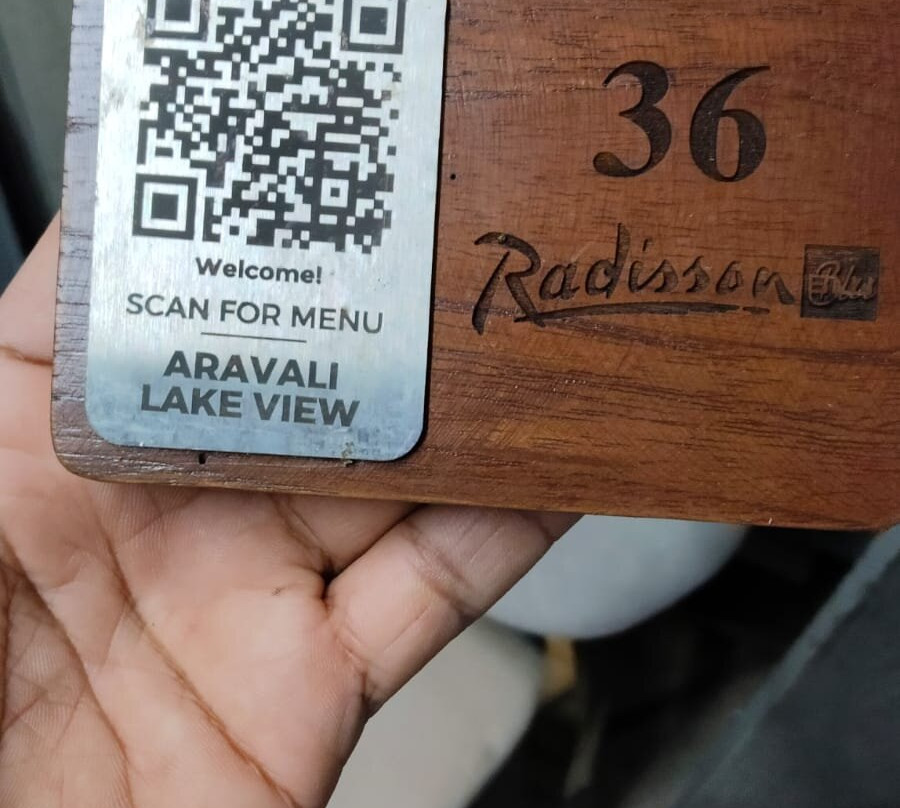 Welcome!
SCAN FOR MENU
ARAVALI
LAKE VIEW
36
Radisson Blu